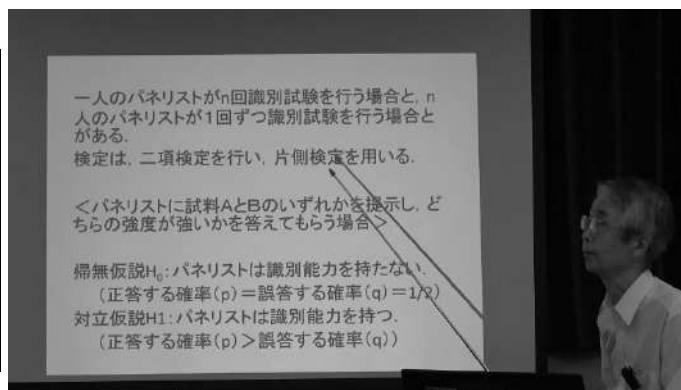 一人のパネリストがn回識別試験を行う場合と, n
人のパネリストが1回ずつ識別試験を行う場合と
がある.
検定は, 二項検定を行い, 片側検定を用いる.
<パネリストに試料AとBのいずれかを提示し, ど
ちらの強度が強いかを答えてもらう場合>
帰無仮説H₀:パネリストは識別能力を持たない.
(正答する確率(p)=誤答する確率(q)=1/2)
対立仮説H1:パネリストは識別能力を持つ.
(正答する確率(p)>誤答する確率(q))